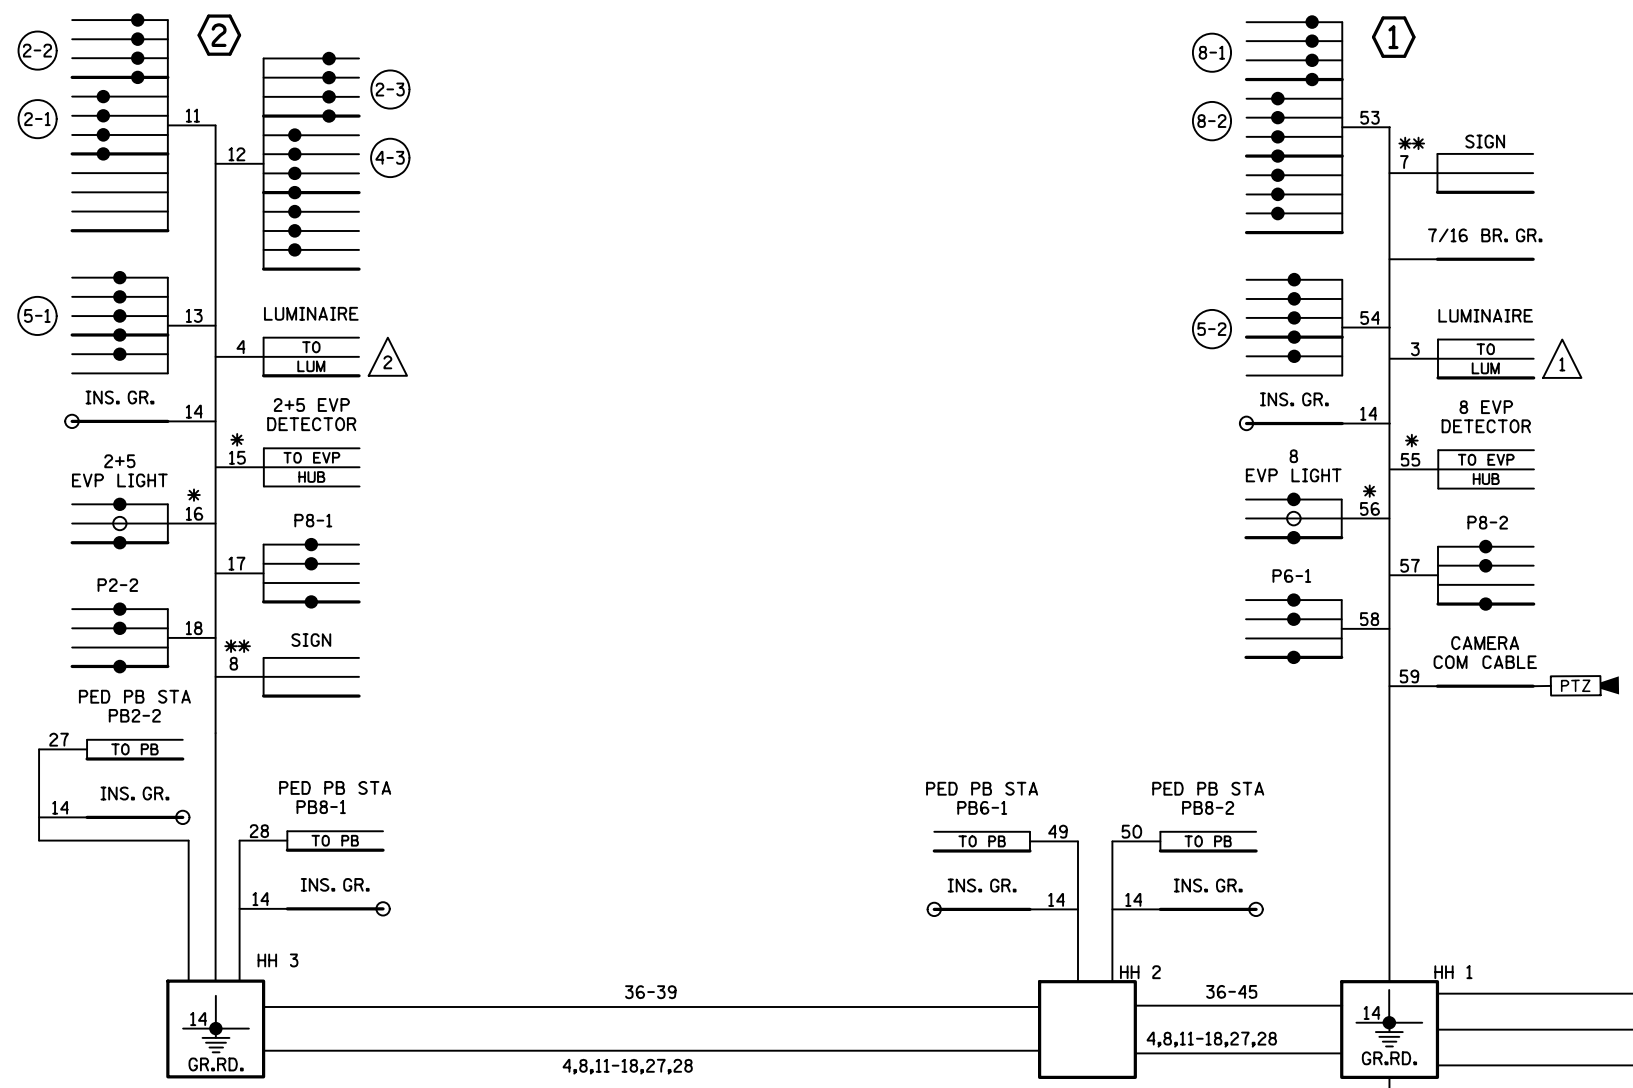 2-2
2
2-1
11
12
2-3
4-3
5-1
13
LUMINAIRE
4
TO
LUM
2
INS. GR.
14
2+5 EVP
DETECTOR
*
15
TO EVP
HUB
2+5
EVP LIGHT
*
16
P8-1
17
P2-2
18
**
8
SIGN
PED PB STA
PB2-2
27
TO PB
14
INS. GR.
PED PB STA
PB8-1
28
TO PB
14
INS. GR.
HH 3
14
GR.RD.
36-39
4,8,11-18,27,28
8-1
1
8-2
53
**
7
SIGN
7/16 BR. GR.
5-2
54
LUMINAIRE
3
TO
LUM
1
INS. GR.
14
8 EVP
DETECTOR
*
55
TO EVP
HUB
8
EVP LIGHT
*
56
P8-2
57
P6-1
58
CAMERA
COM CABLE
59
PTZ
PED PB STA
PB6-1
TO PB
49
INS. GR.
14
PED PB STA
PB8-2
50
TO PB
14
INS. GR.
HH 2
36-45
4,8,11-18,27,28
HH 1
14
GR.RD.